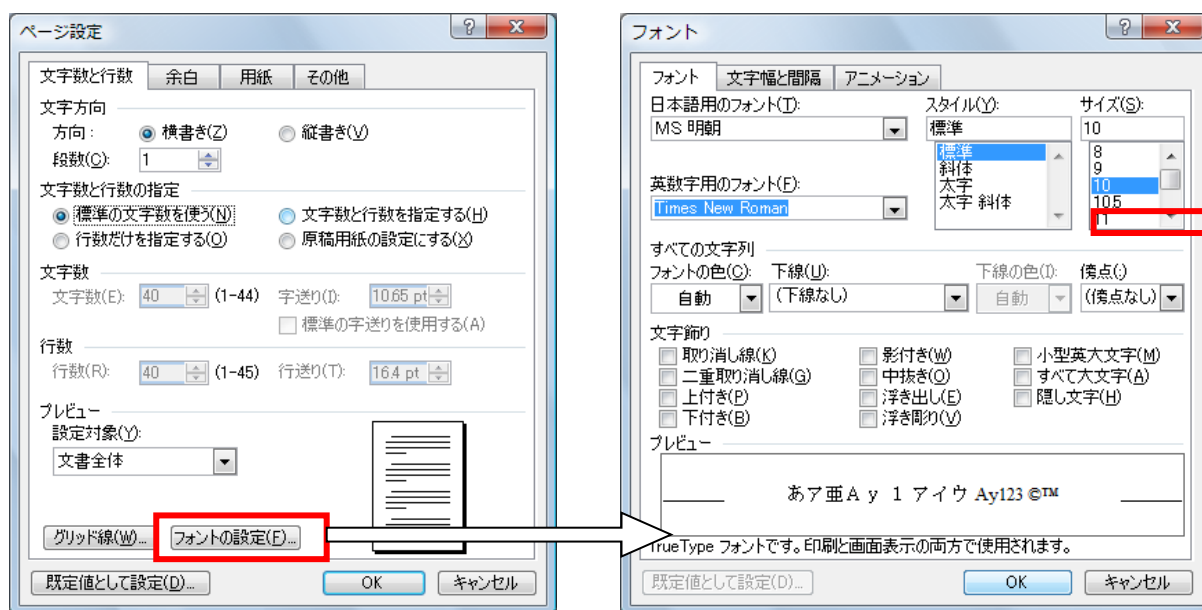 ページ設定
文字数と行数 余白 用紙 その他
文字方向
方向： 横書き(Z) 縦書き(V)
段数(C): 1
文字数と行数の指定
標準の文字数を使う(N) 文字数と行数を指定する(H)
行数だけを指定する(O) 原稿用紙の設定にする(X)
文字数
文字数(E): 40 (1-44) 字送り(I): 10.65 pt
標準の字送りを使用する(A)
行数
行数(R): 40 (1-45) 行送り(T): 16.4 pt
プレビュー
設定対象(Y):
文書全体
グリッド線(W)... フォントの設定(F)...
既定値として設定(D)... OK キャンセル
フォント
フォント 文字幅と間隔 アニメーション
日本語用のフォント(T): スタイル(Y): サイズ(S):
MS 明朝 標準 10
標準 8
斜体 9
英数字用のフォント(F): 太字 10
Times New Roman 太字 斜体 10.5
11
すべての文字列
フォントの色(C): 下線(U): 下線の色(I): 傍点(:)
自動 (下線なし) 自動 (傍点なし)
文字飾り
取り消し線(K) 影付き(W) 小型英大文字(M)
二重取り消し線(G) 中抜き(O) すべて大文字(A)
上付き(P) 浮き出し(E) 隠し文字(H)
下付き(B) 浮き彫り(V)
プレビュー
あア亜Ａｙ １アイウ Ay123 ©™
TrueType フォントです。印刷と画面表示の両方で使用されます。
既定値として設定(D)... OK キャンセル